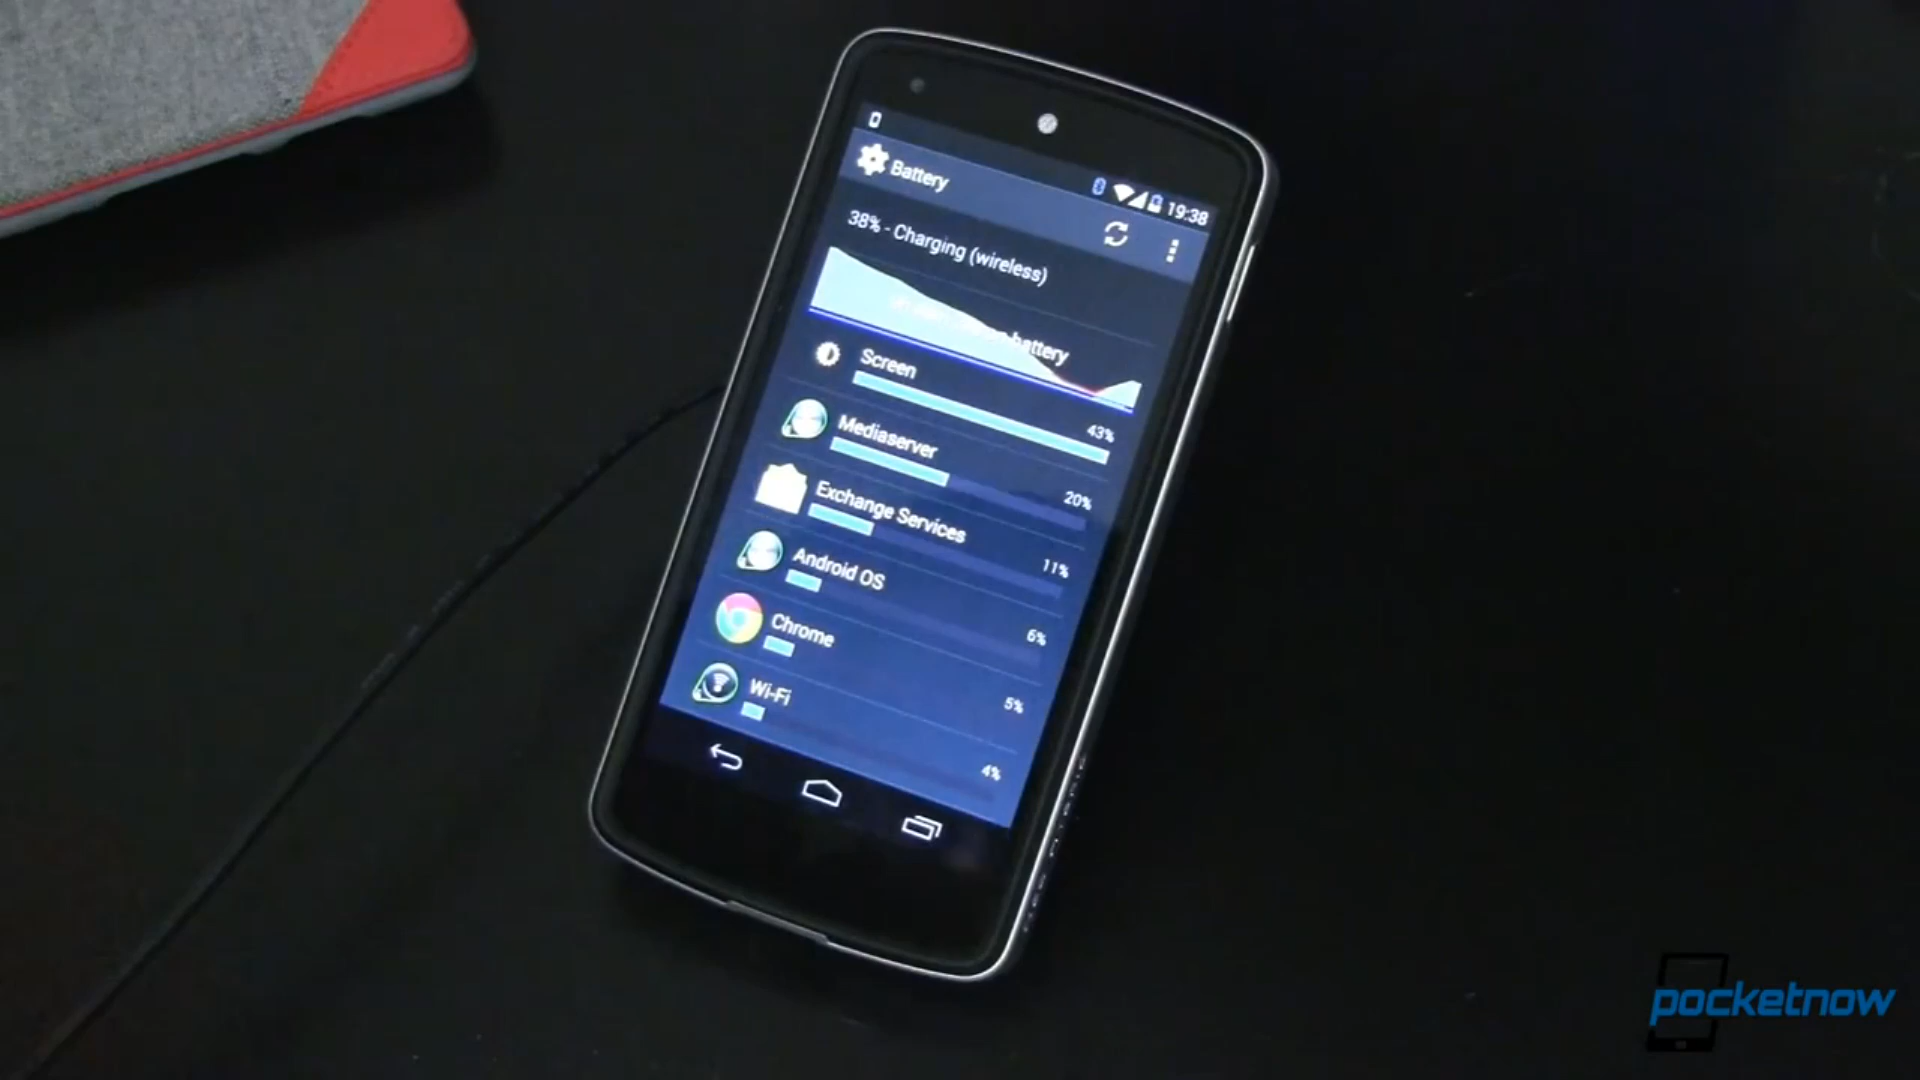 19:38
Battery
38% - Charging (wireless)
on battery
Screen
43%
Mediaserver
20%
Exchange Services
11%
Android OS
6%
Chrome
5%
Wi-Fi
4%
pocketnow